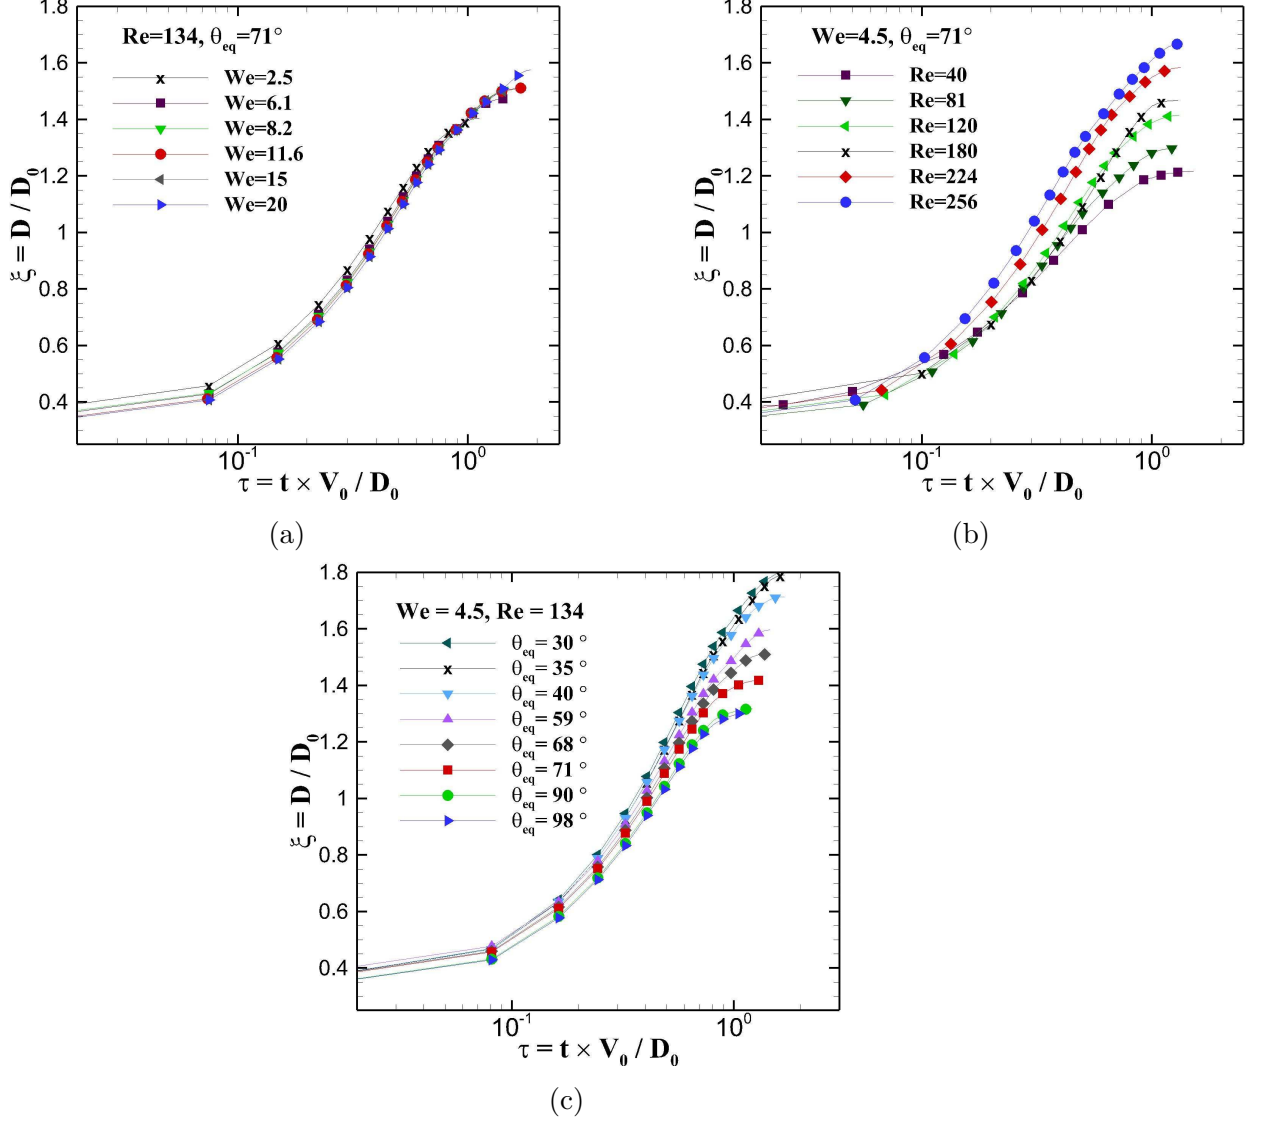 Re=134, θeq=71°
We=2.5
We=6.1
We=8.2
We=11.6
We=15
We=20
1.8
1.6
1.4
1.2
1
0.8
0.6
0.4
ξ = D / D0
10-1
100
τ = t × V0 / D0
(a)
We=4.5, θeq=71°
Re=40
Re=81
Re=120
Re=180
Re=224
Re=256
1.8
1.6
1.4
1.2
1
0.8
0.6
0.4
ξ = D / D0
10-1
100
τ = t × V0 / D0
(b)
We = 4.5, Re = 134
θeq= 30 °
θeq= 35 °
θeq= 40 °
θeq= 59 °
θeq= 68 °
θeq= 71 °
θeq= 90 °
θeq= 98 °
1.8
1.6
1.4
1.2
1
0.8
0.6
0.4
ξ = D / D0
10-1
100
τ = t × V0 / D0
(c)